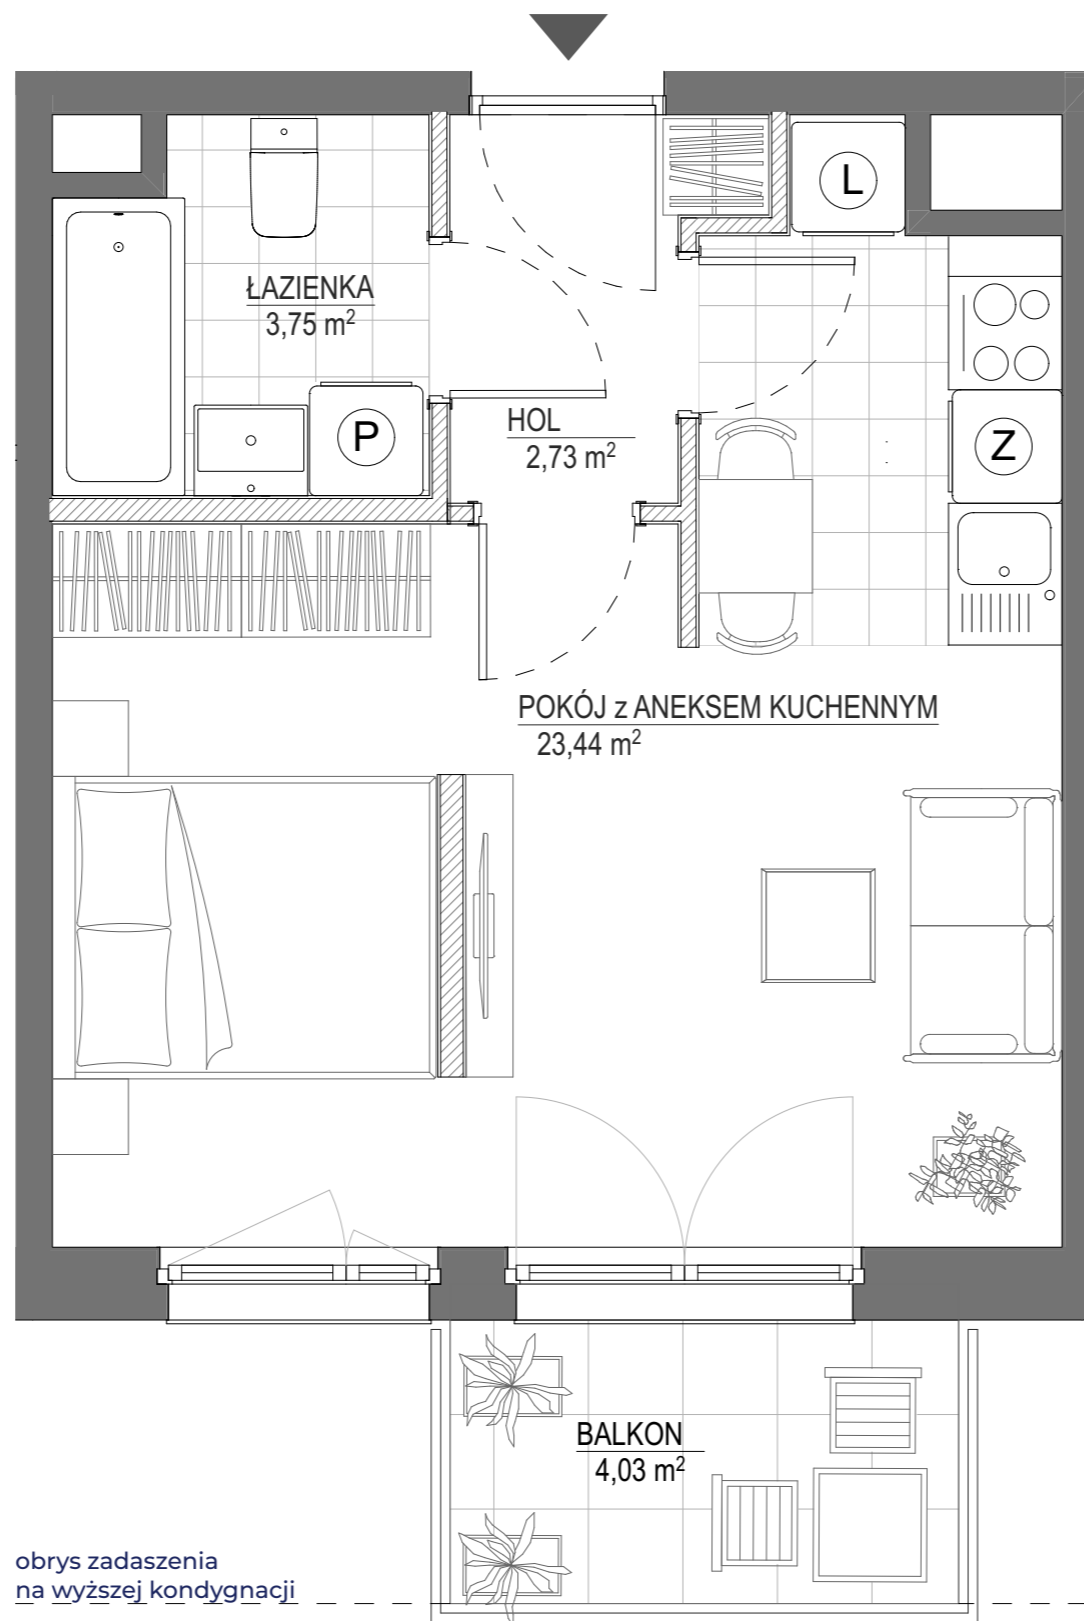 L
ŁAZIENKA
3,75 m²
P
HOL
2,73 m²
Z
POKÓJ z ANEKSEM KUCHENNYM
23,44 m²
BALKON
4,03 m²
obrys zadaszenia
na wyższej kondygnacji